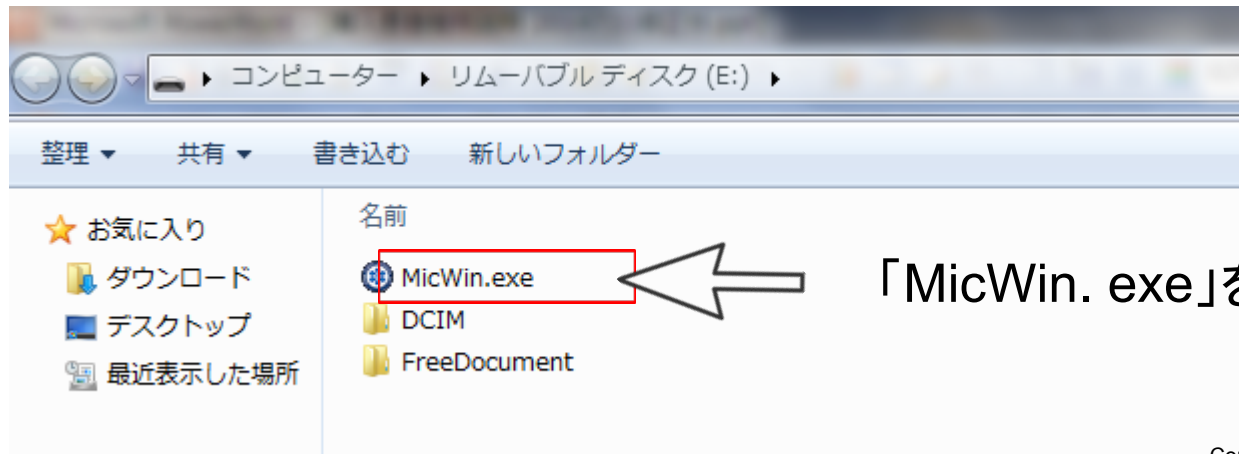 コンピューター ▶ リムーバブル ディスク (E:) ▶
整理 ▼ 共有 ▼ 書き込む 新しいフォルダー
名前
お気に入り
ダウンロード
デスクトップ
最近表示した場所
MicWin.exe
DCIM
FreeDocument
「MicWin. exe」を